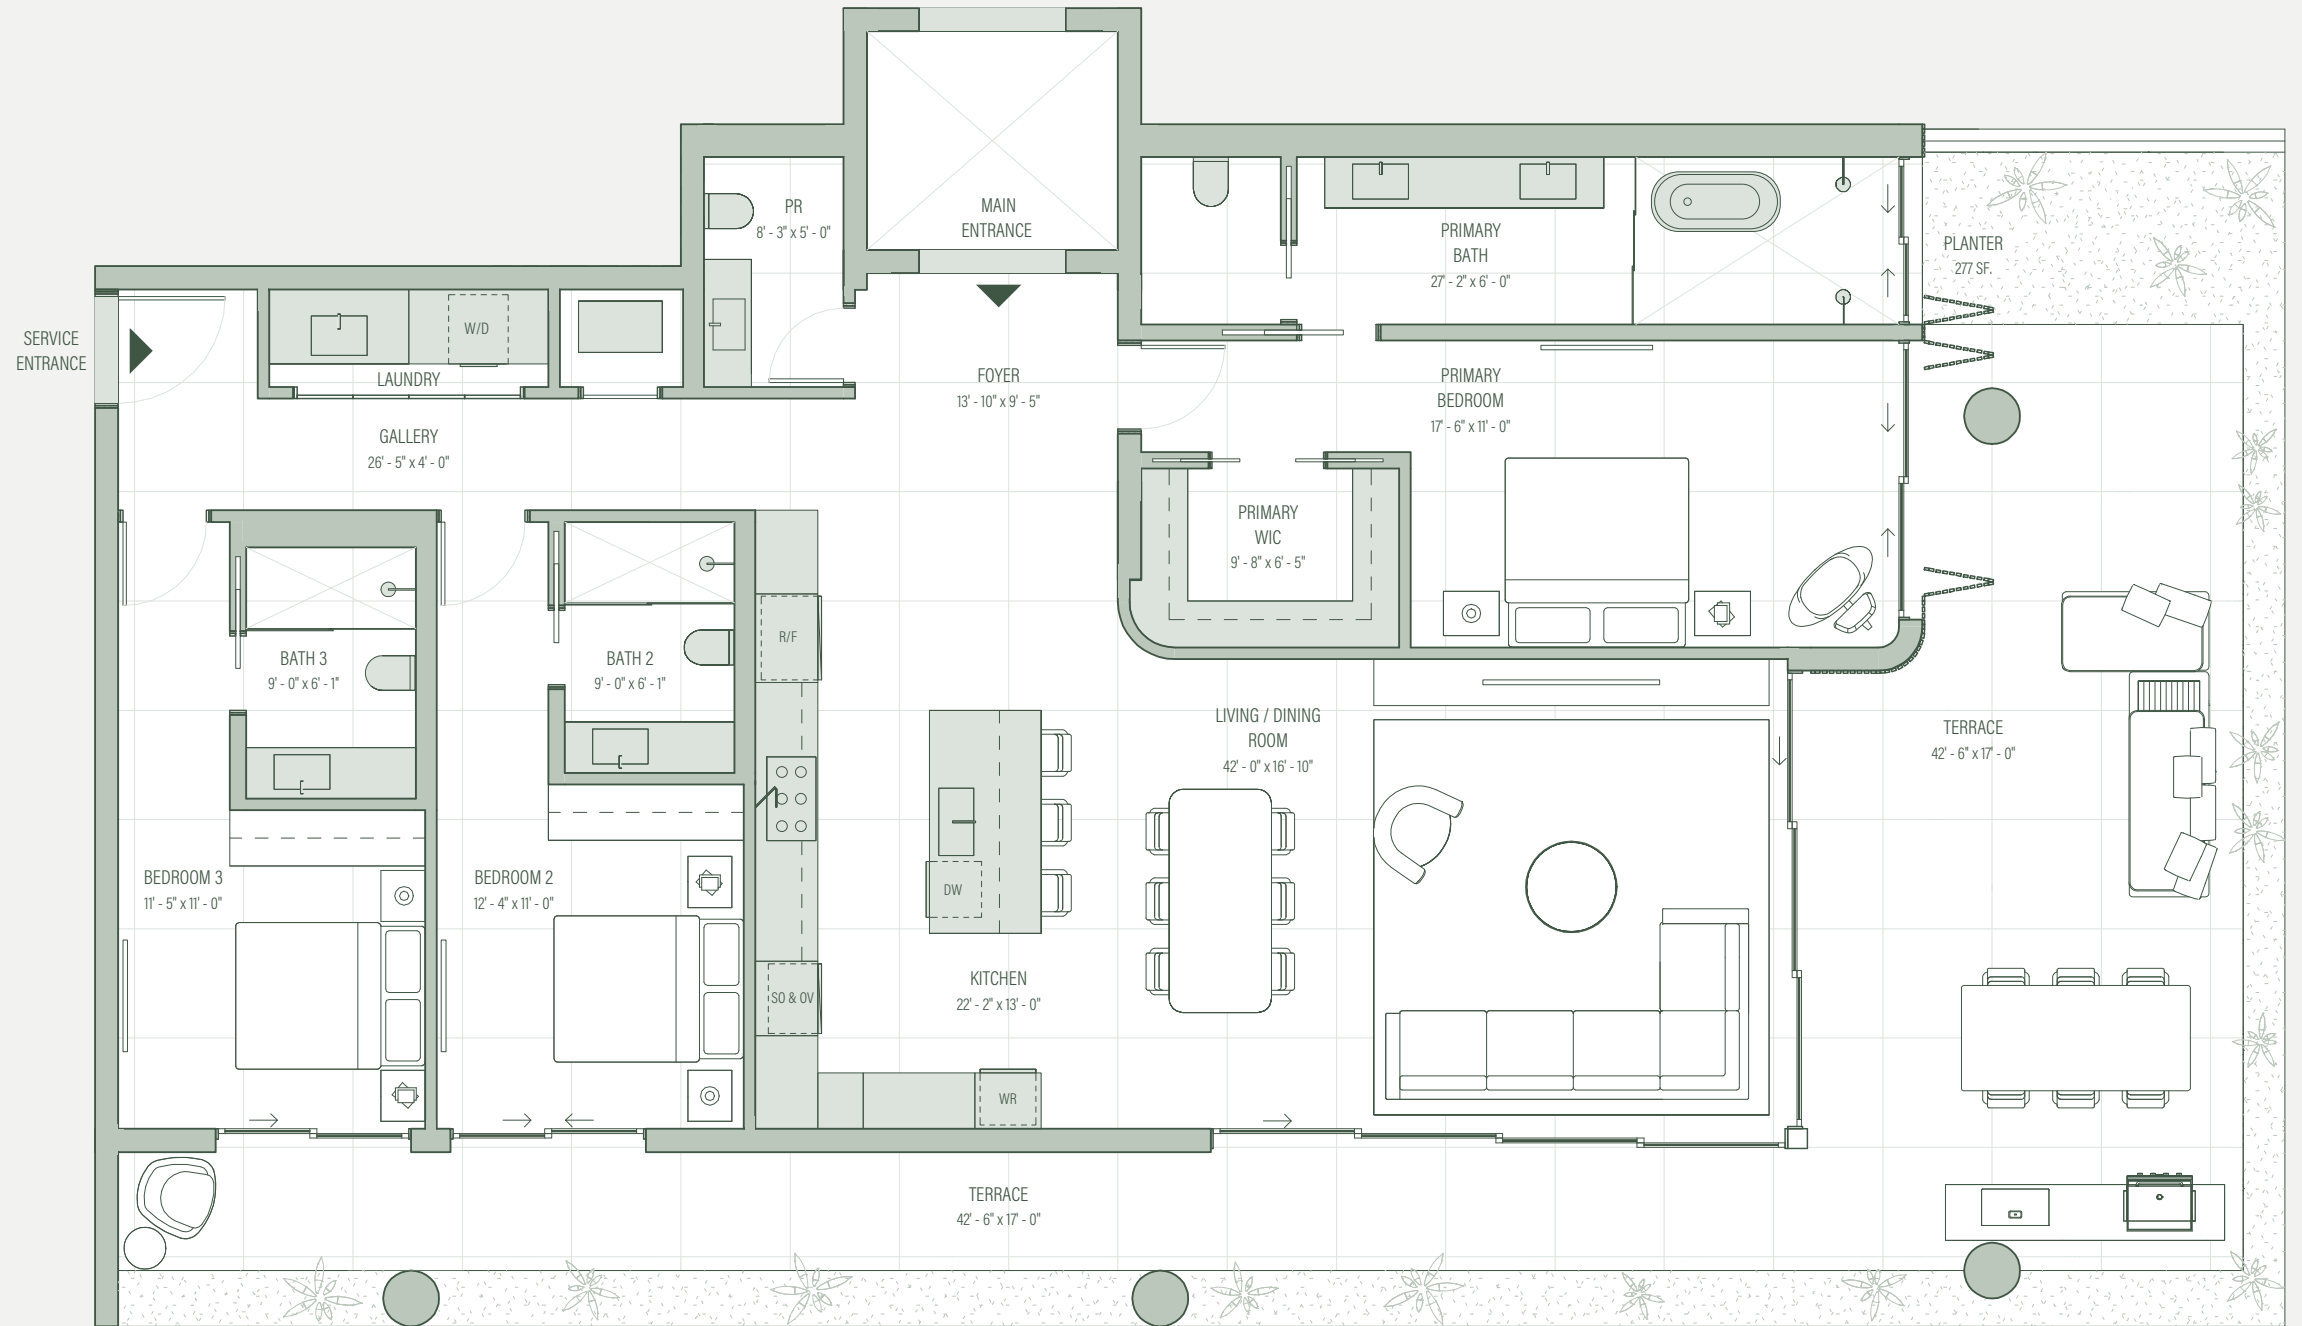 MAIN
ENTRANCE
PR
8' - 3" x 5' - 0"
PRIMARY
BATH
27' - 2" x 6' - 0"
PLANTER
277 SF.
SERVICE
ENTRANCE
W/D
LAUNDRY
FOYER
13' - 10" x 9' - 5"
PRIMARY
BEDROOM
17' - 6" x 11' - 0"
GALLERY
26' - 5" x 4' - 0"
PRIMARY
WIC
9' - 8" x 6' - 5"
R/F
BATH 3
9' - 0" x 6' - 1"
BATH 2
9' - 0" x 6' - 1"
LIVING / DINING
ROOM
42' - 0" x 16' - 10"
TERRACE
42' - 6" x 17' - 0"
BEDROOM 3
11' - 5" x 11' - 0"
BEDROOM 2
12' - 4" x 11' - 0"
DW
KITCHEN
22' - 2" x 13' - 0"
SO & OV
WR
TERRACE
42' - 6" x 17' - 0"